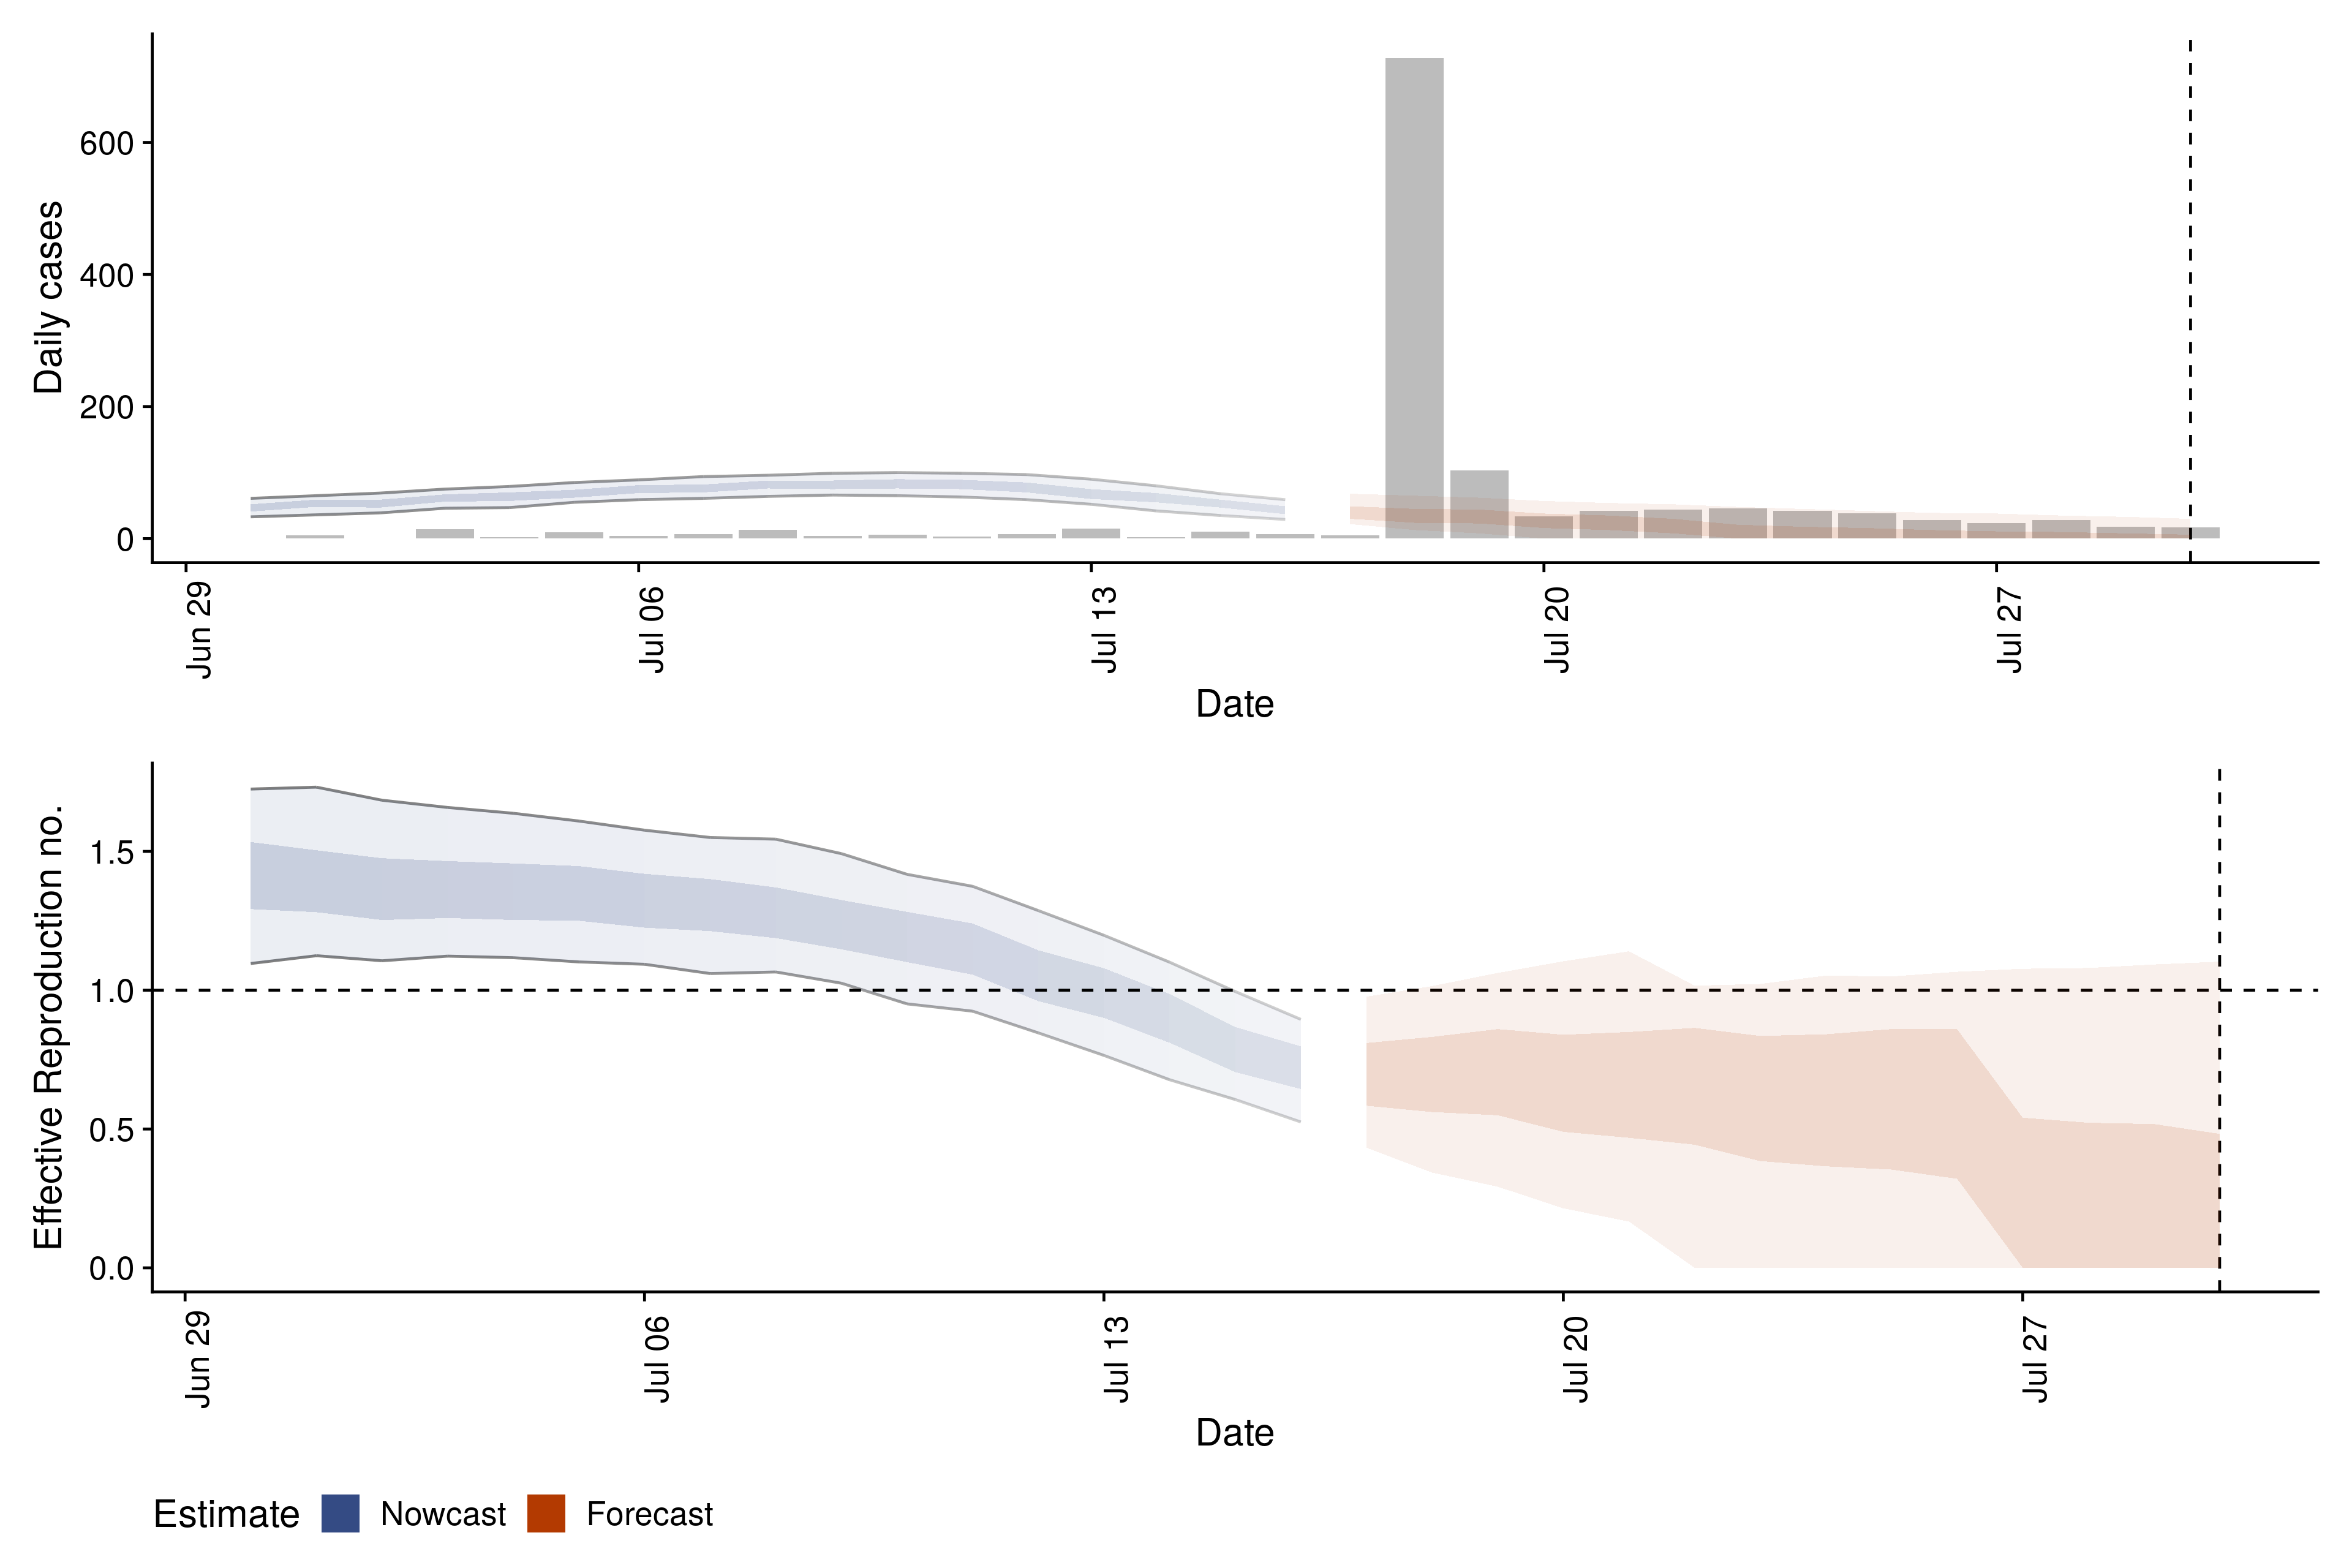 Daily cases
600
400
200
0
Jun 29
Jul 06
Jul 13
Jul 20
Jul 27
Date
Effective Reproduction no.
1.5
1.0
0.5
0.0
Jun 29
Jul 06
Jul 13
Jul 20
Jul 27
Date
Estimate Nowcast Forecast